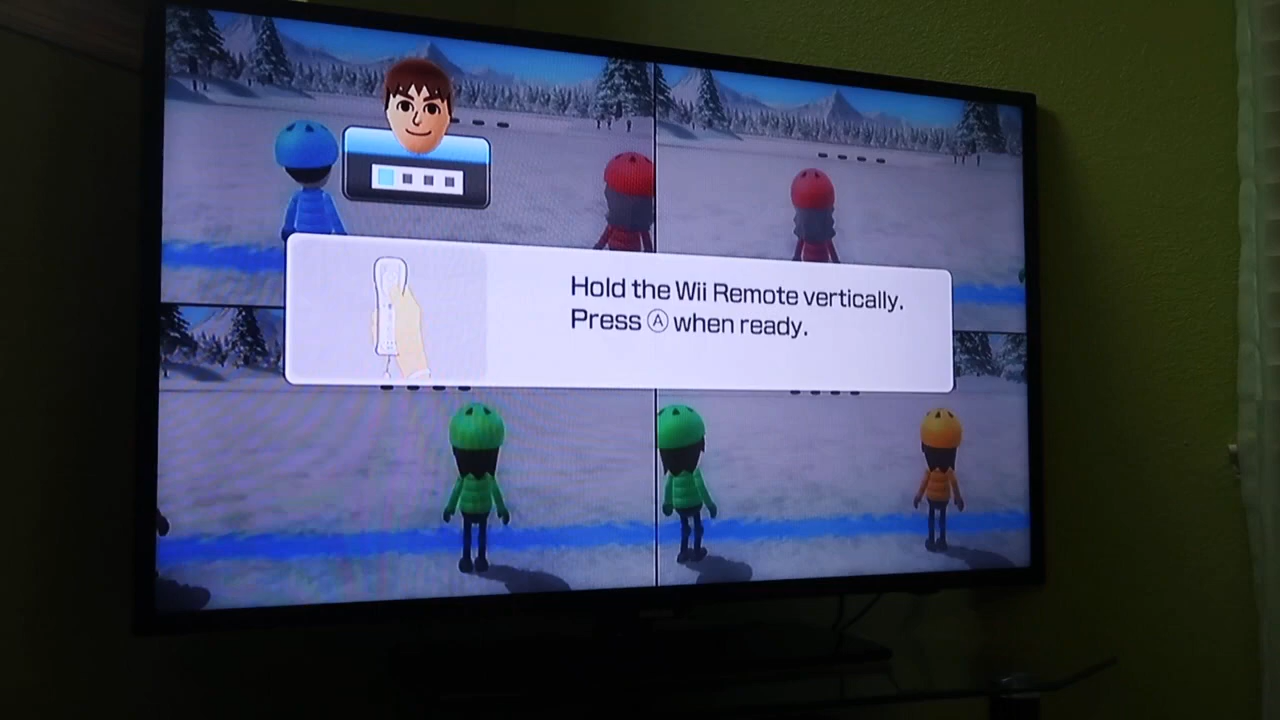 Hold the Wii Remote vertically.
Press Ⓐ when ready.